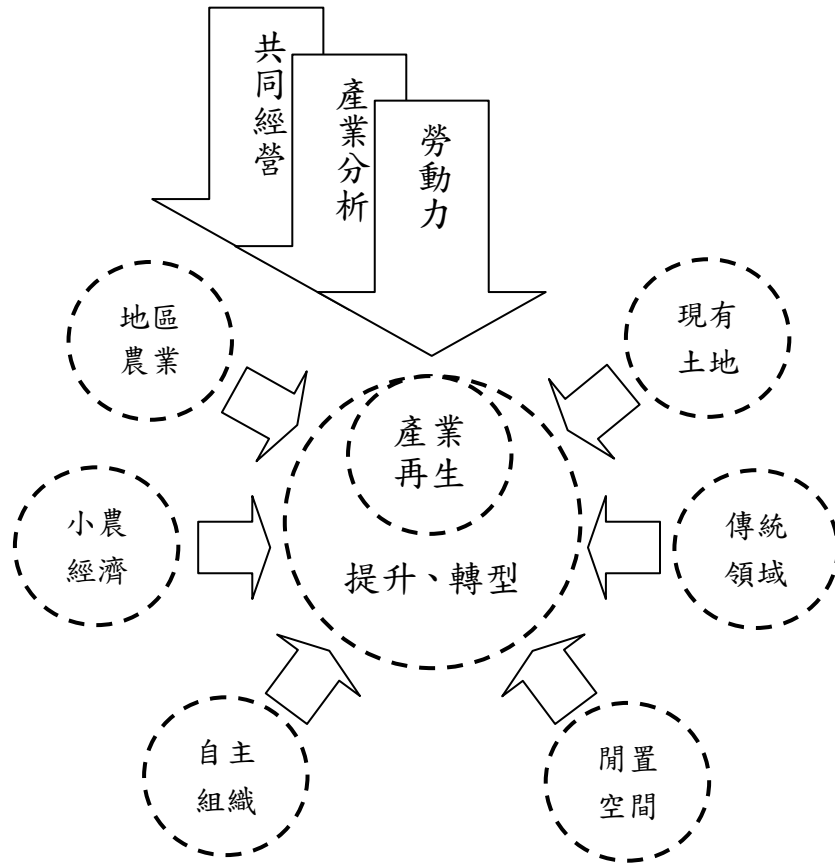 共同經營
產業分析
勞動力
地區
農業
現有
土地
產業
再生
小農
經濟
傳統
領域
提升、轉型
自主
組織
閒置
空間